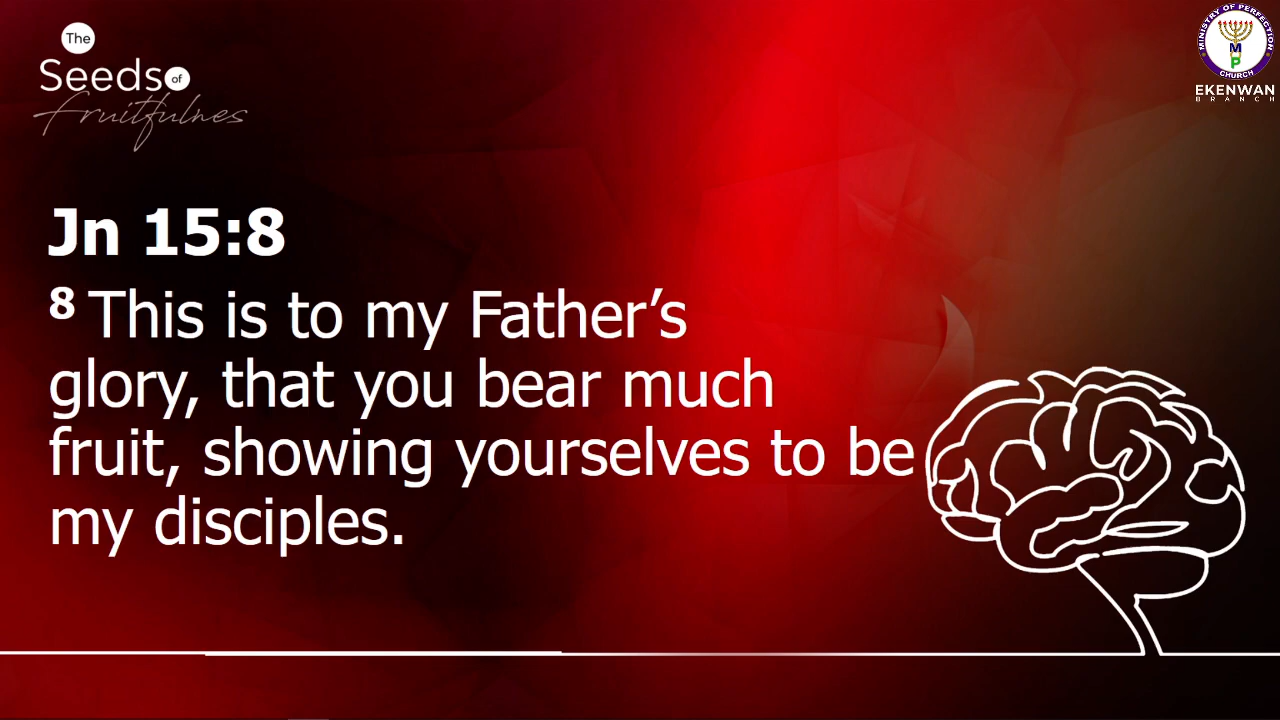 The
Seeds of
fruitfulnes
MINISTRY OF PERFECTION
M
P
CHURCH
EKENWAN
BRANCH
Jn 15:8
8 This is to my Father’s
glory, that you bear much
fruit, showing yourselves to be
my disciples.